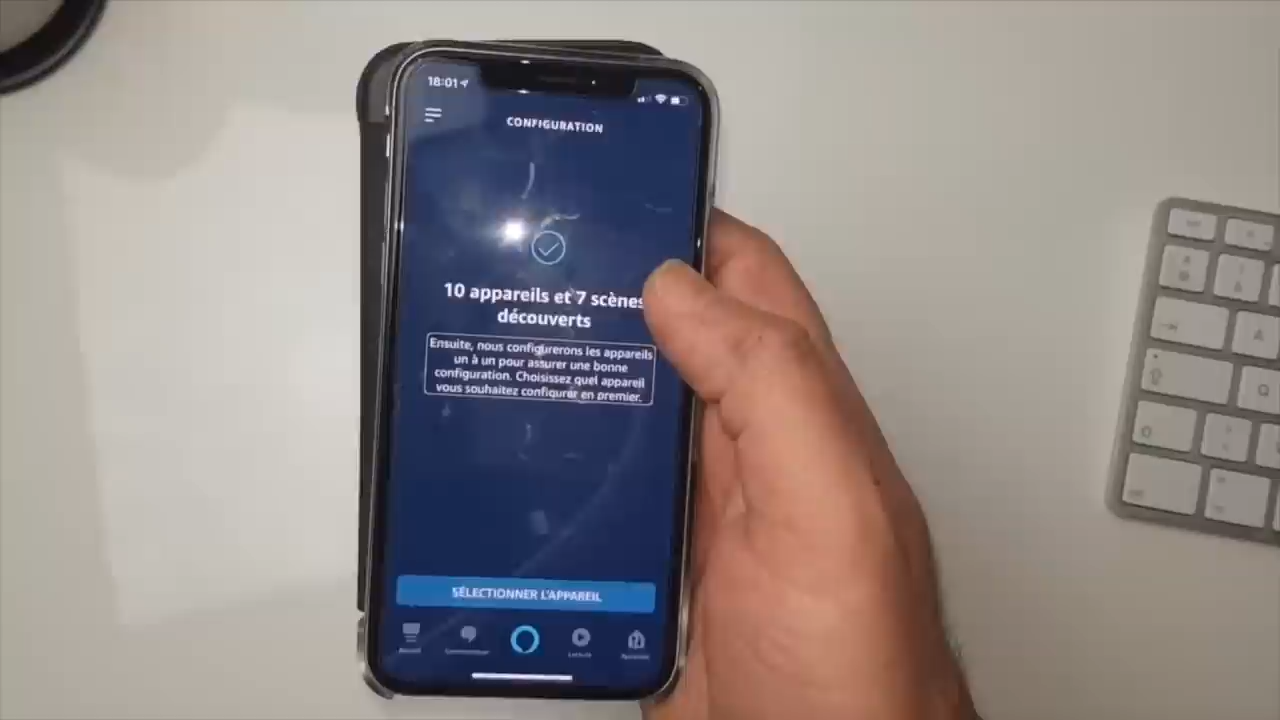 18:01
CONFIGURATION
10 appareils et 7 scènes
découverts
Ensuite, nous configurerons les appareils
un à un pour assurer une bonne
configuration. Choisissez quel appareil
vous souhaitez configurer en premier.
SÉLECTIONNER L'APPAREIL